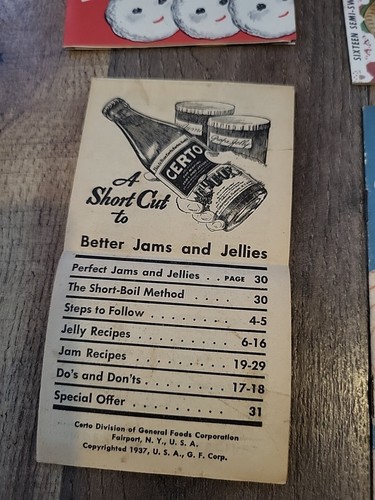 SIXTEEN SEMI-SW
CERTO
Grape Jelly
A
Short Cut
to
Better Jams and Jellies
Perfect Jams and Jellies . . PAGE 30
The Short-Boil Method . . . . 30
Steps to Follow . . . . . . . 4-5
Jelly Recipes . . . . . . . . 6-16
Jam Recipes . . . . . . . . 19-29
Do's and Don'ts . . . . . . . 17-18
Special Offer . . . . . . . . . 31
Certo Division of General Foods Corporation
Fairport, N. Y., U. S. A.
Copyrighted 1937, U. S. A., G. F. Corp.